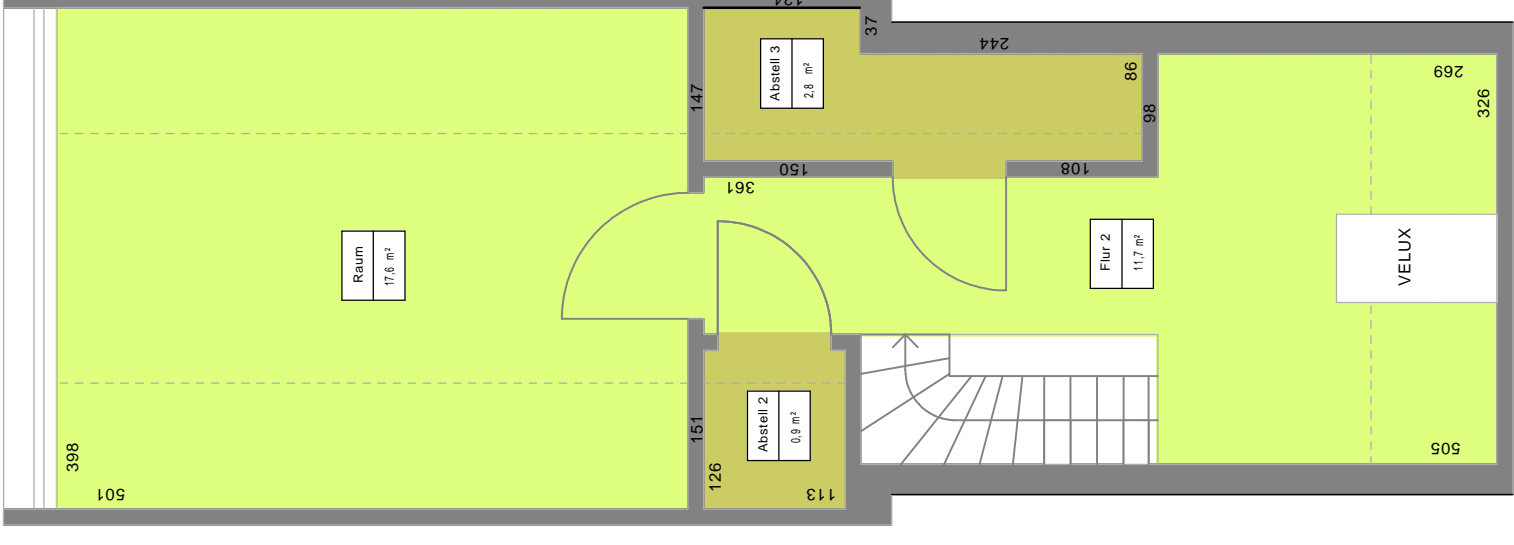 124
37
244
269
Abstell 3
2,8 m²
86
326
147
98
150
108
361
Raum
17,6 m²
Flur 2
11,7 m²
VELUX
Abstell 2
0,9 m²
151
398
126
501
113
505